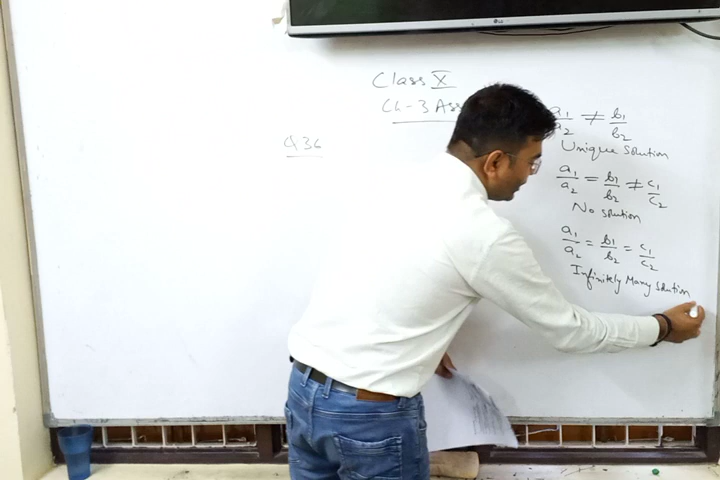 LG
Class X
Ch-3 Ass
Q36
a₁/a₂ ≠ b₁/b₂
Unique Solution
a₁/a₂ = b₁/b₂ ≠ c₁/c₂
No Solution
a₁/a₂ = b₁/b₂ = c₁/c₂
Infinitely Many Solution